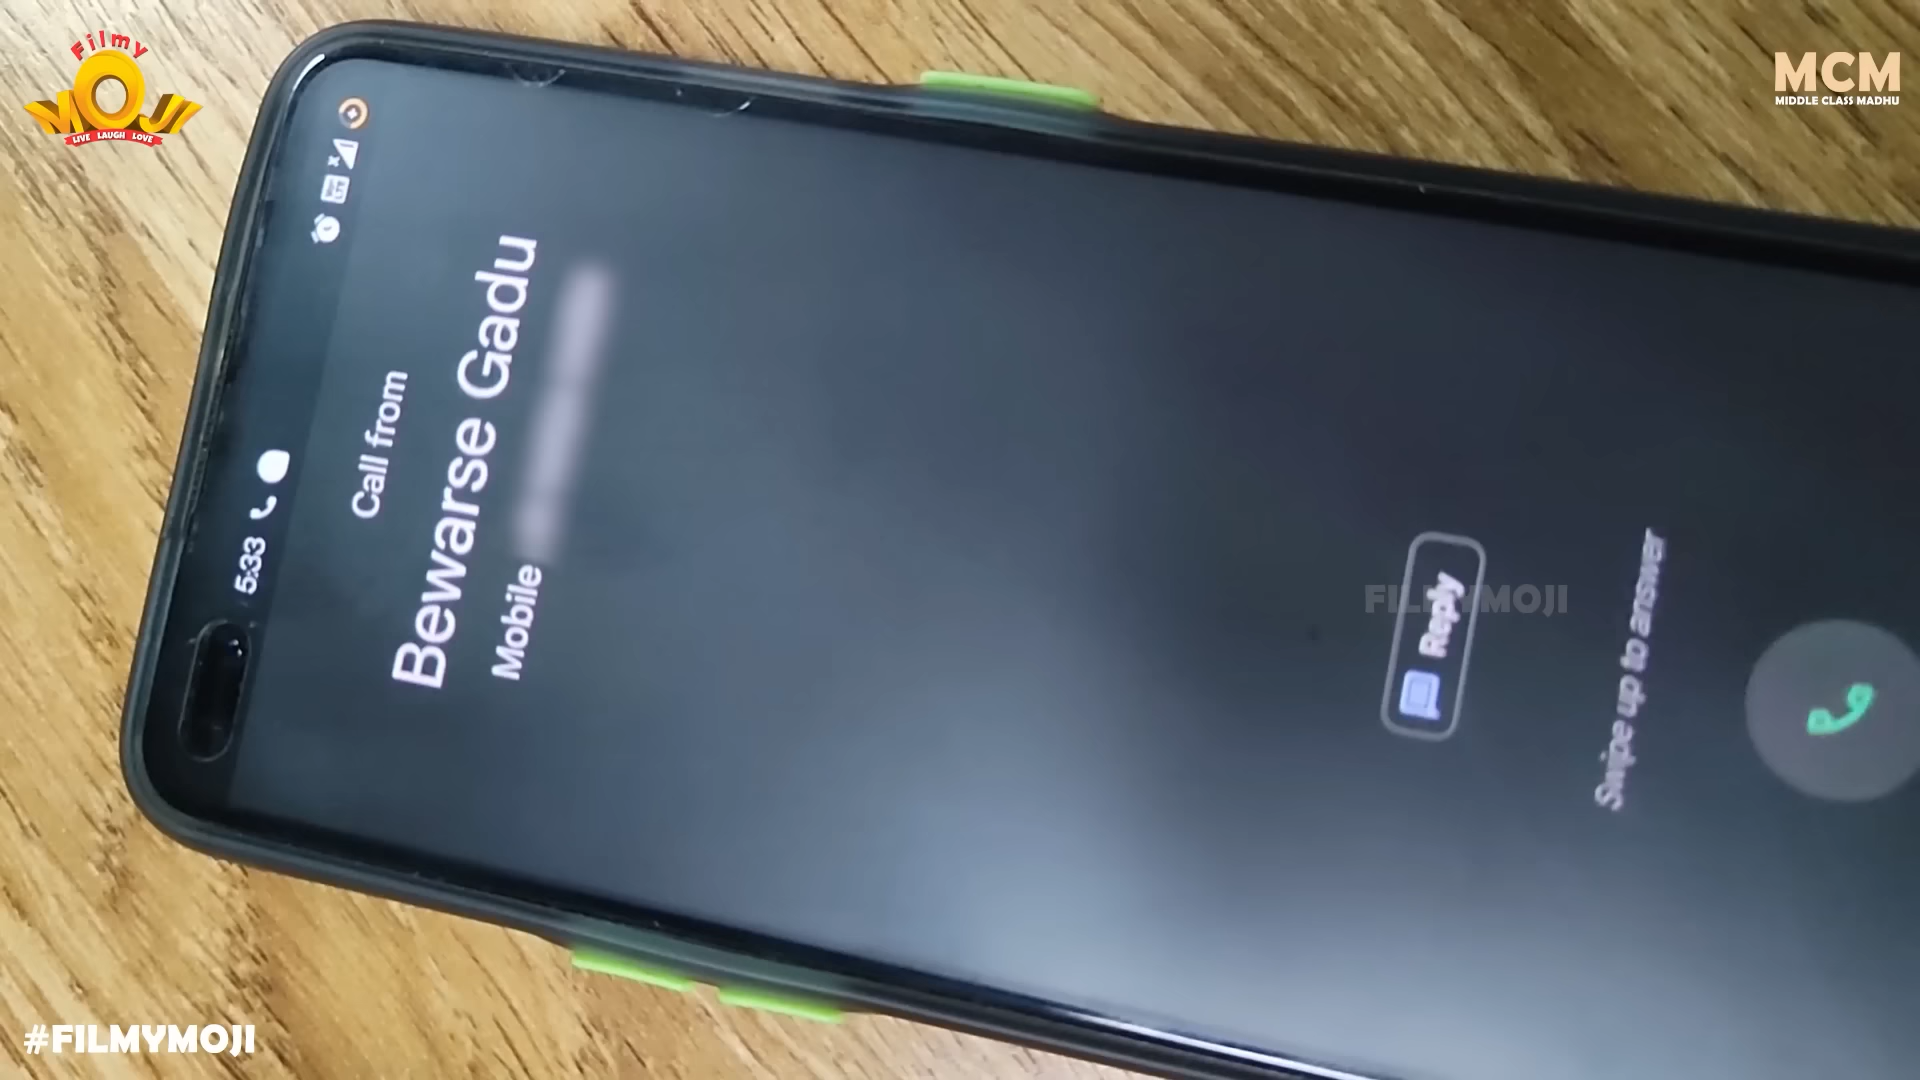 Filmy
MOJI
LIVE LAUGH LOVE
MCM
MIDDLE CLASS MADHU
5:33
Call from
Bewarse Gadu
Mobile
Reply
FILMYMOJI
Swipe up to answer
#FILMYMOJI